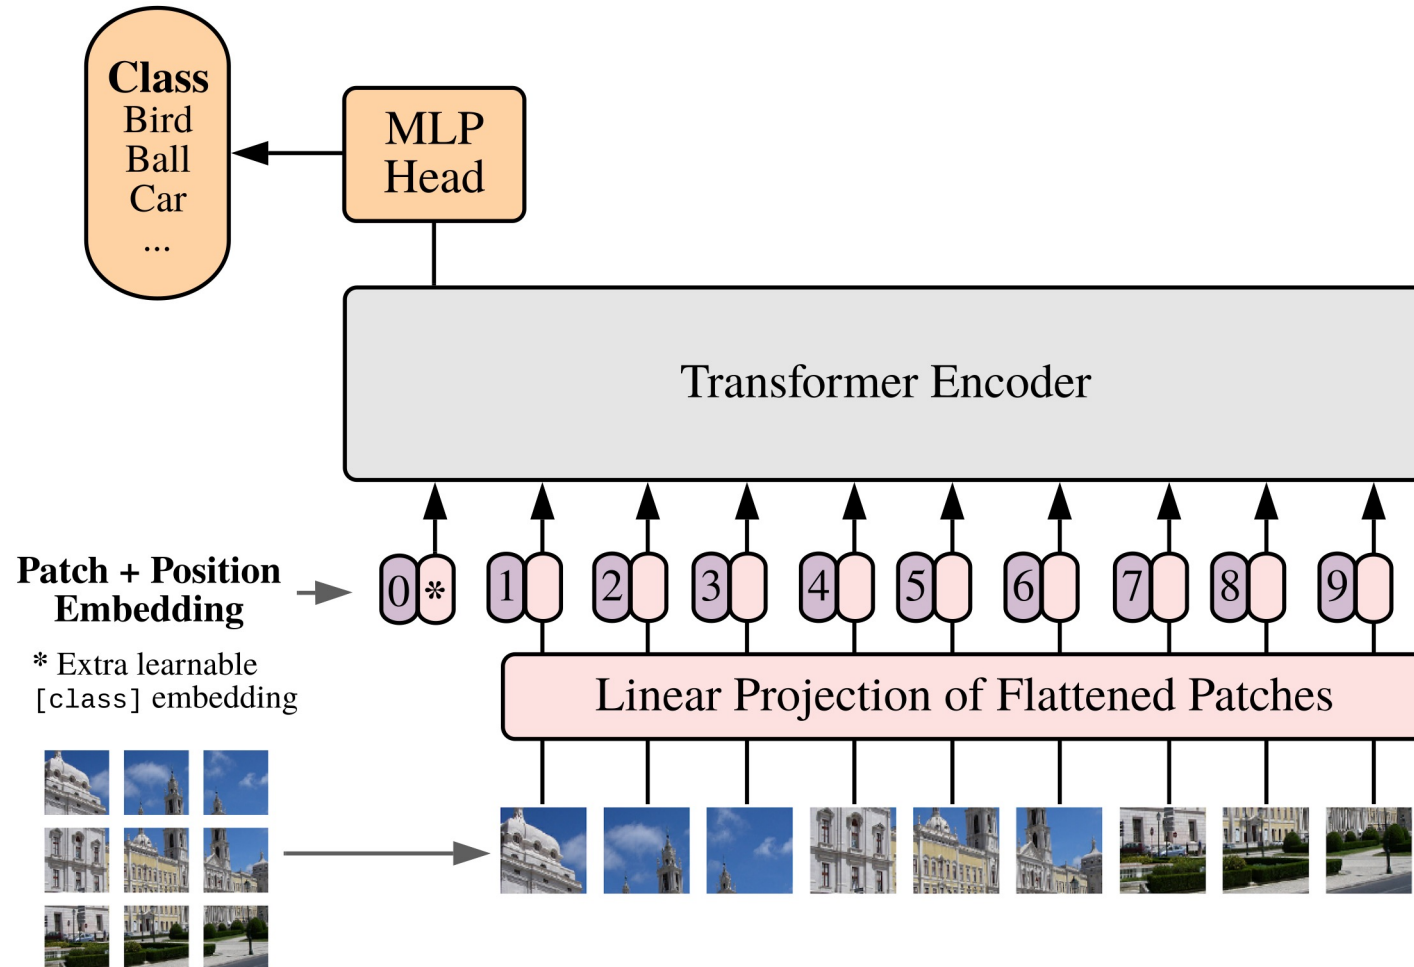 Class
Bird
Ball
Car
...
MLP
Head
Transformer Encoder
Patch + Position
Embedding
0 * 1 2 3 4 5 6 7 8 9
* Extra learnable
[class] embedding
Linear Projection of Flattened Patches